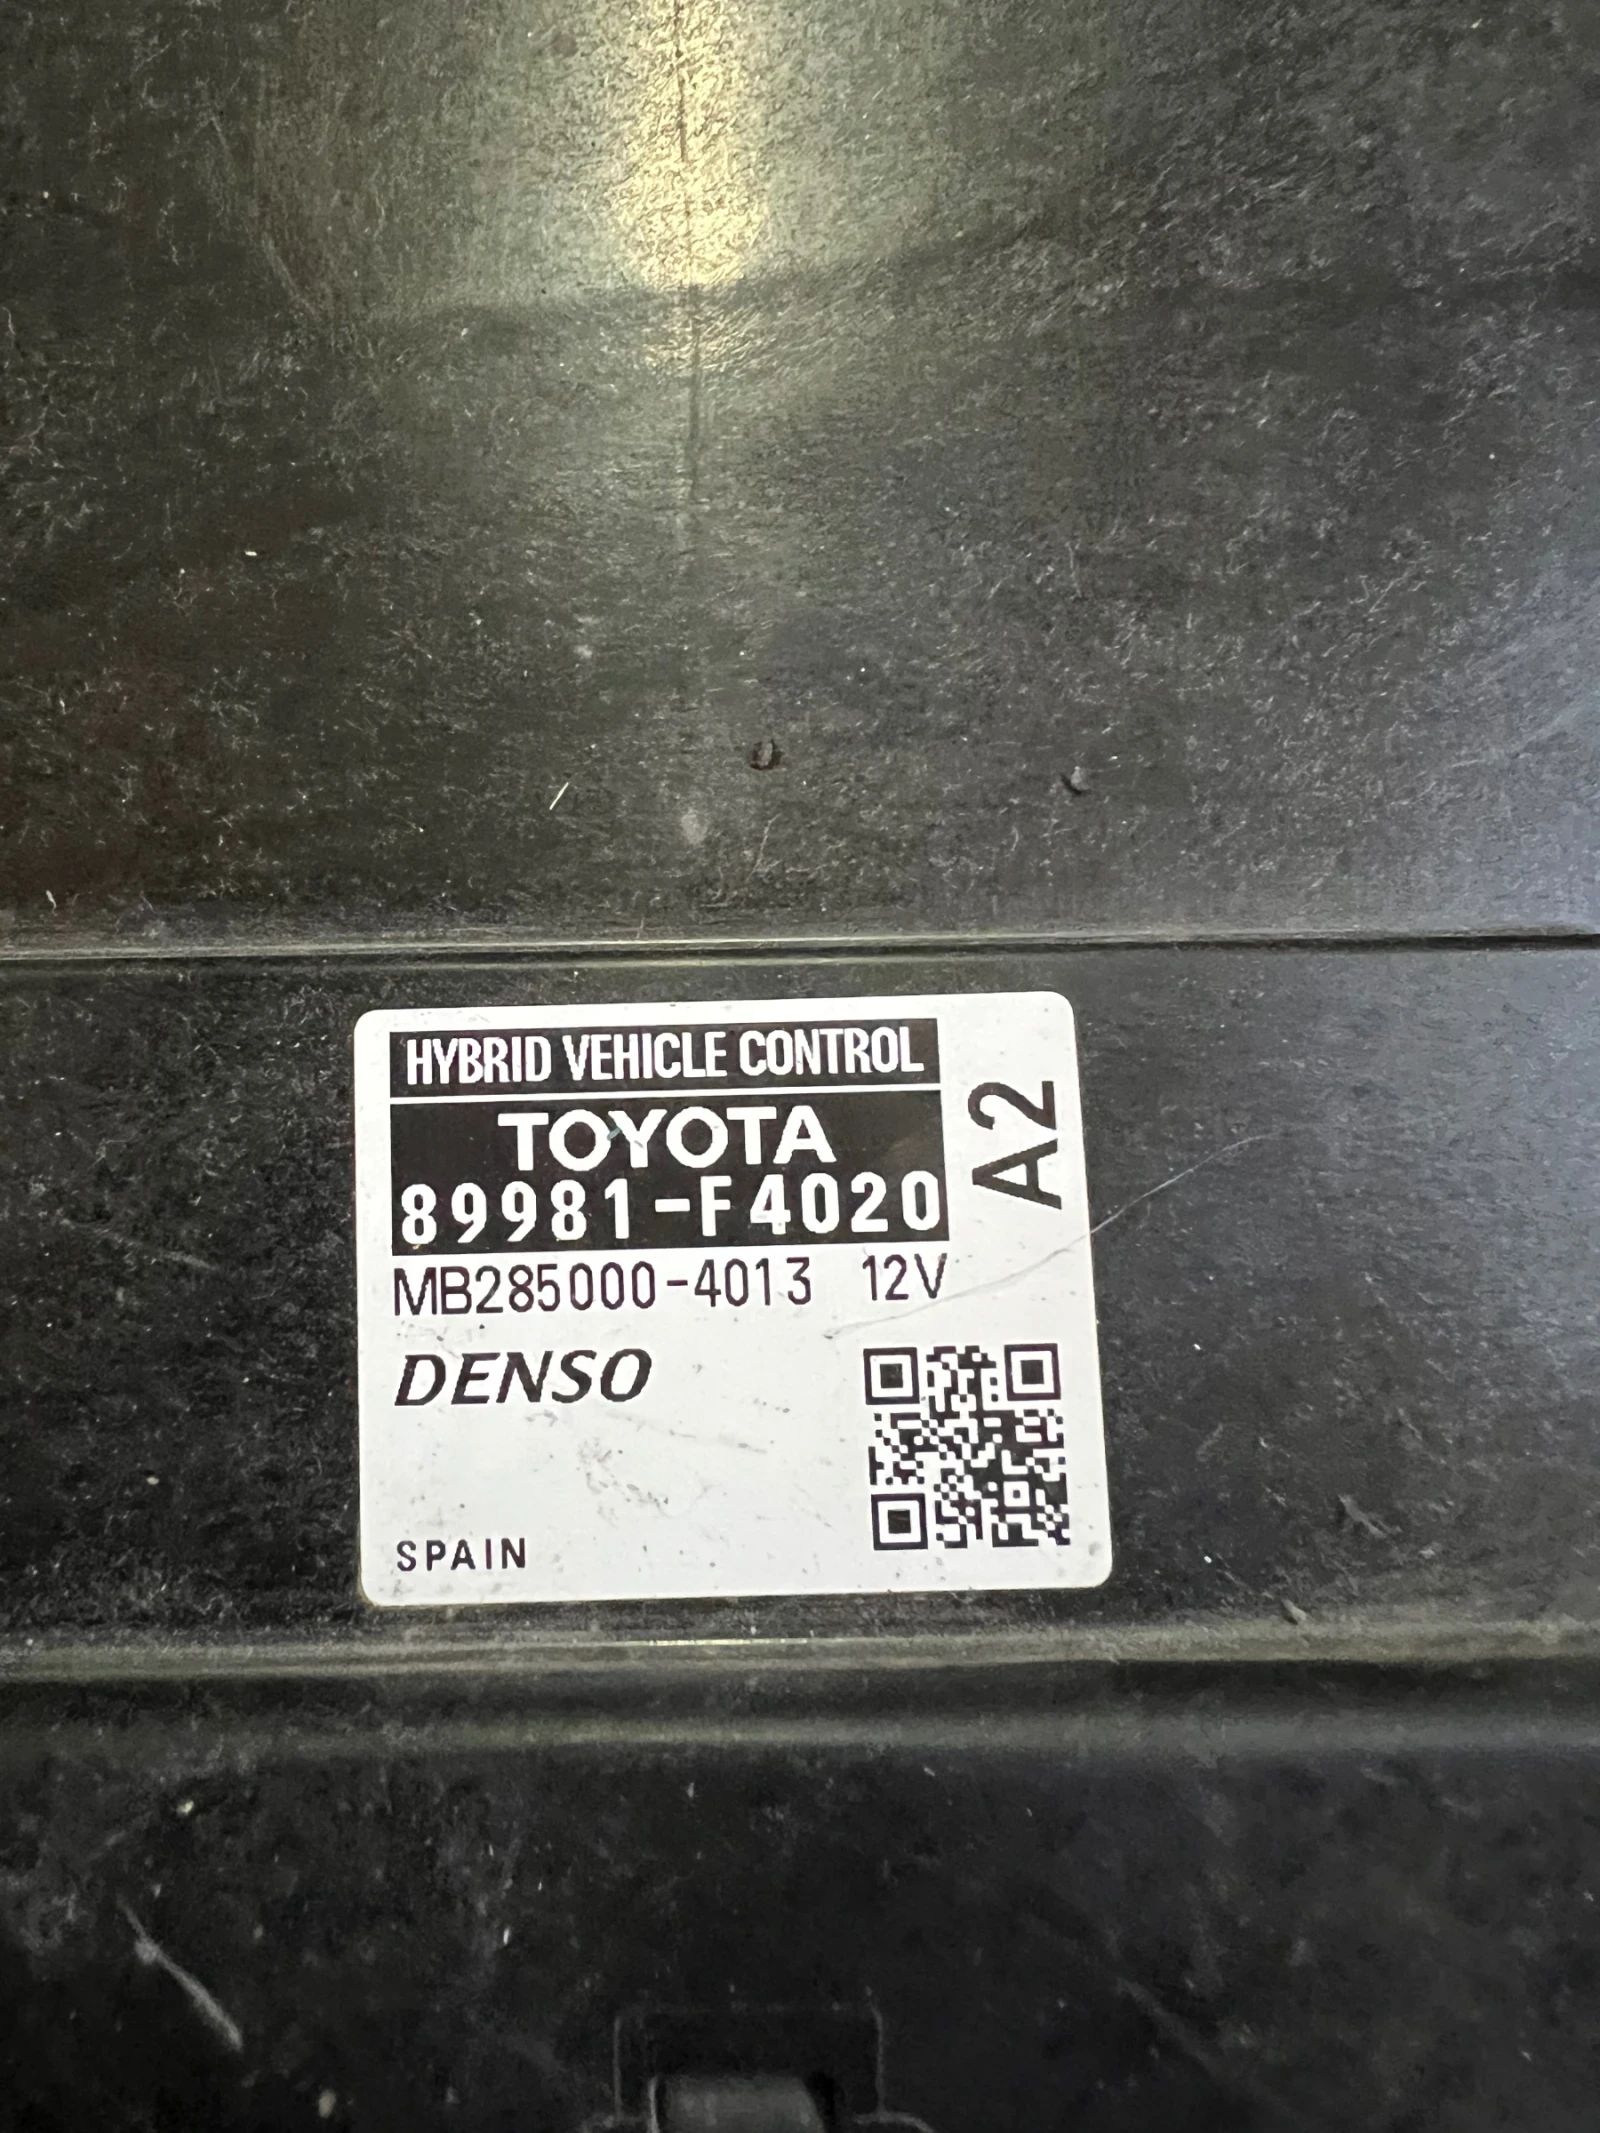 HYBRID VEHICLE CONTROL
TOYOTA
89981-F4020
A2
MB285000-4013 12V
DENSO
SPAIN